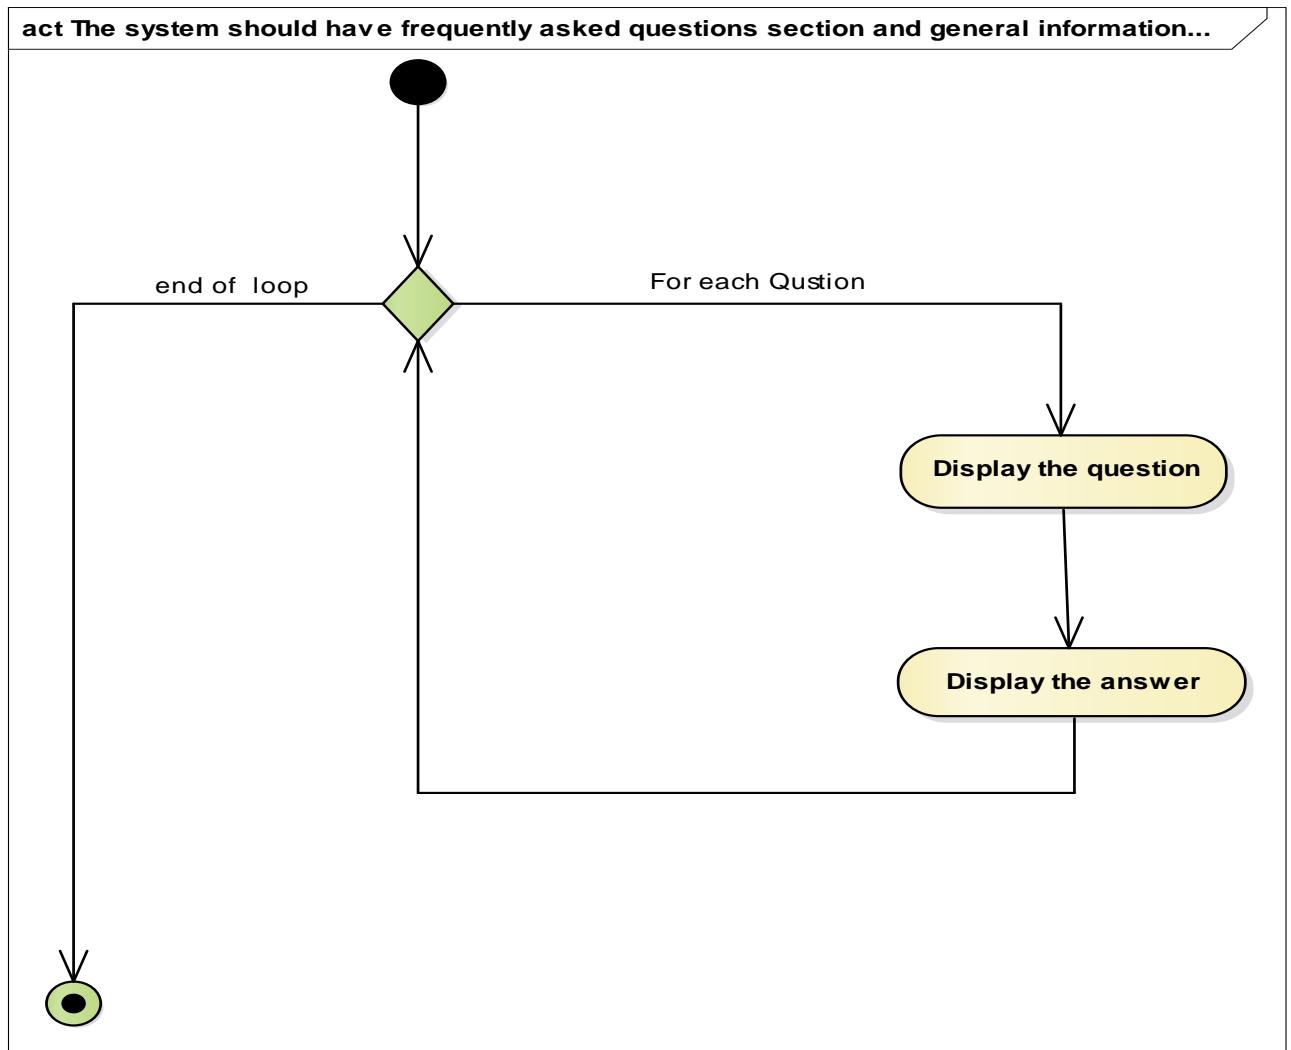 act The system should have frequently asked questions section and general information...
end of loop
For each Qustion
Display the question
Display the answer